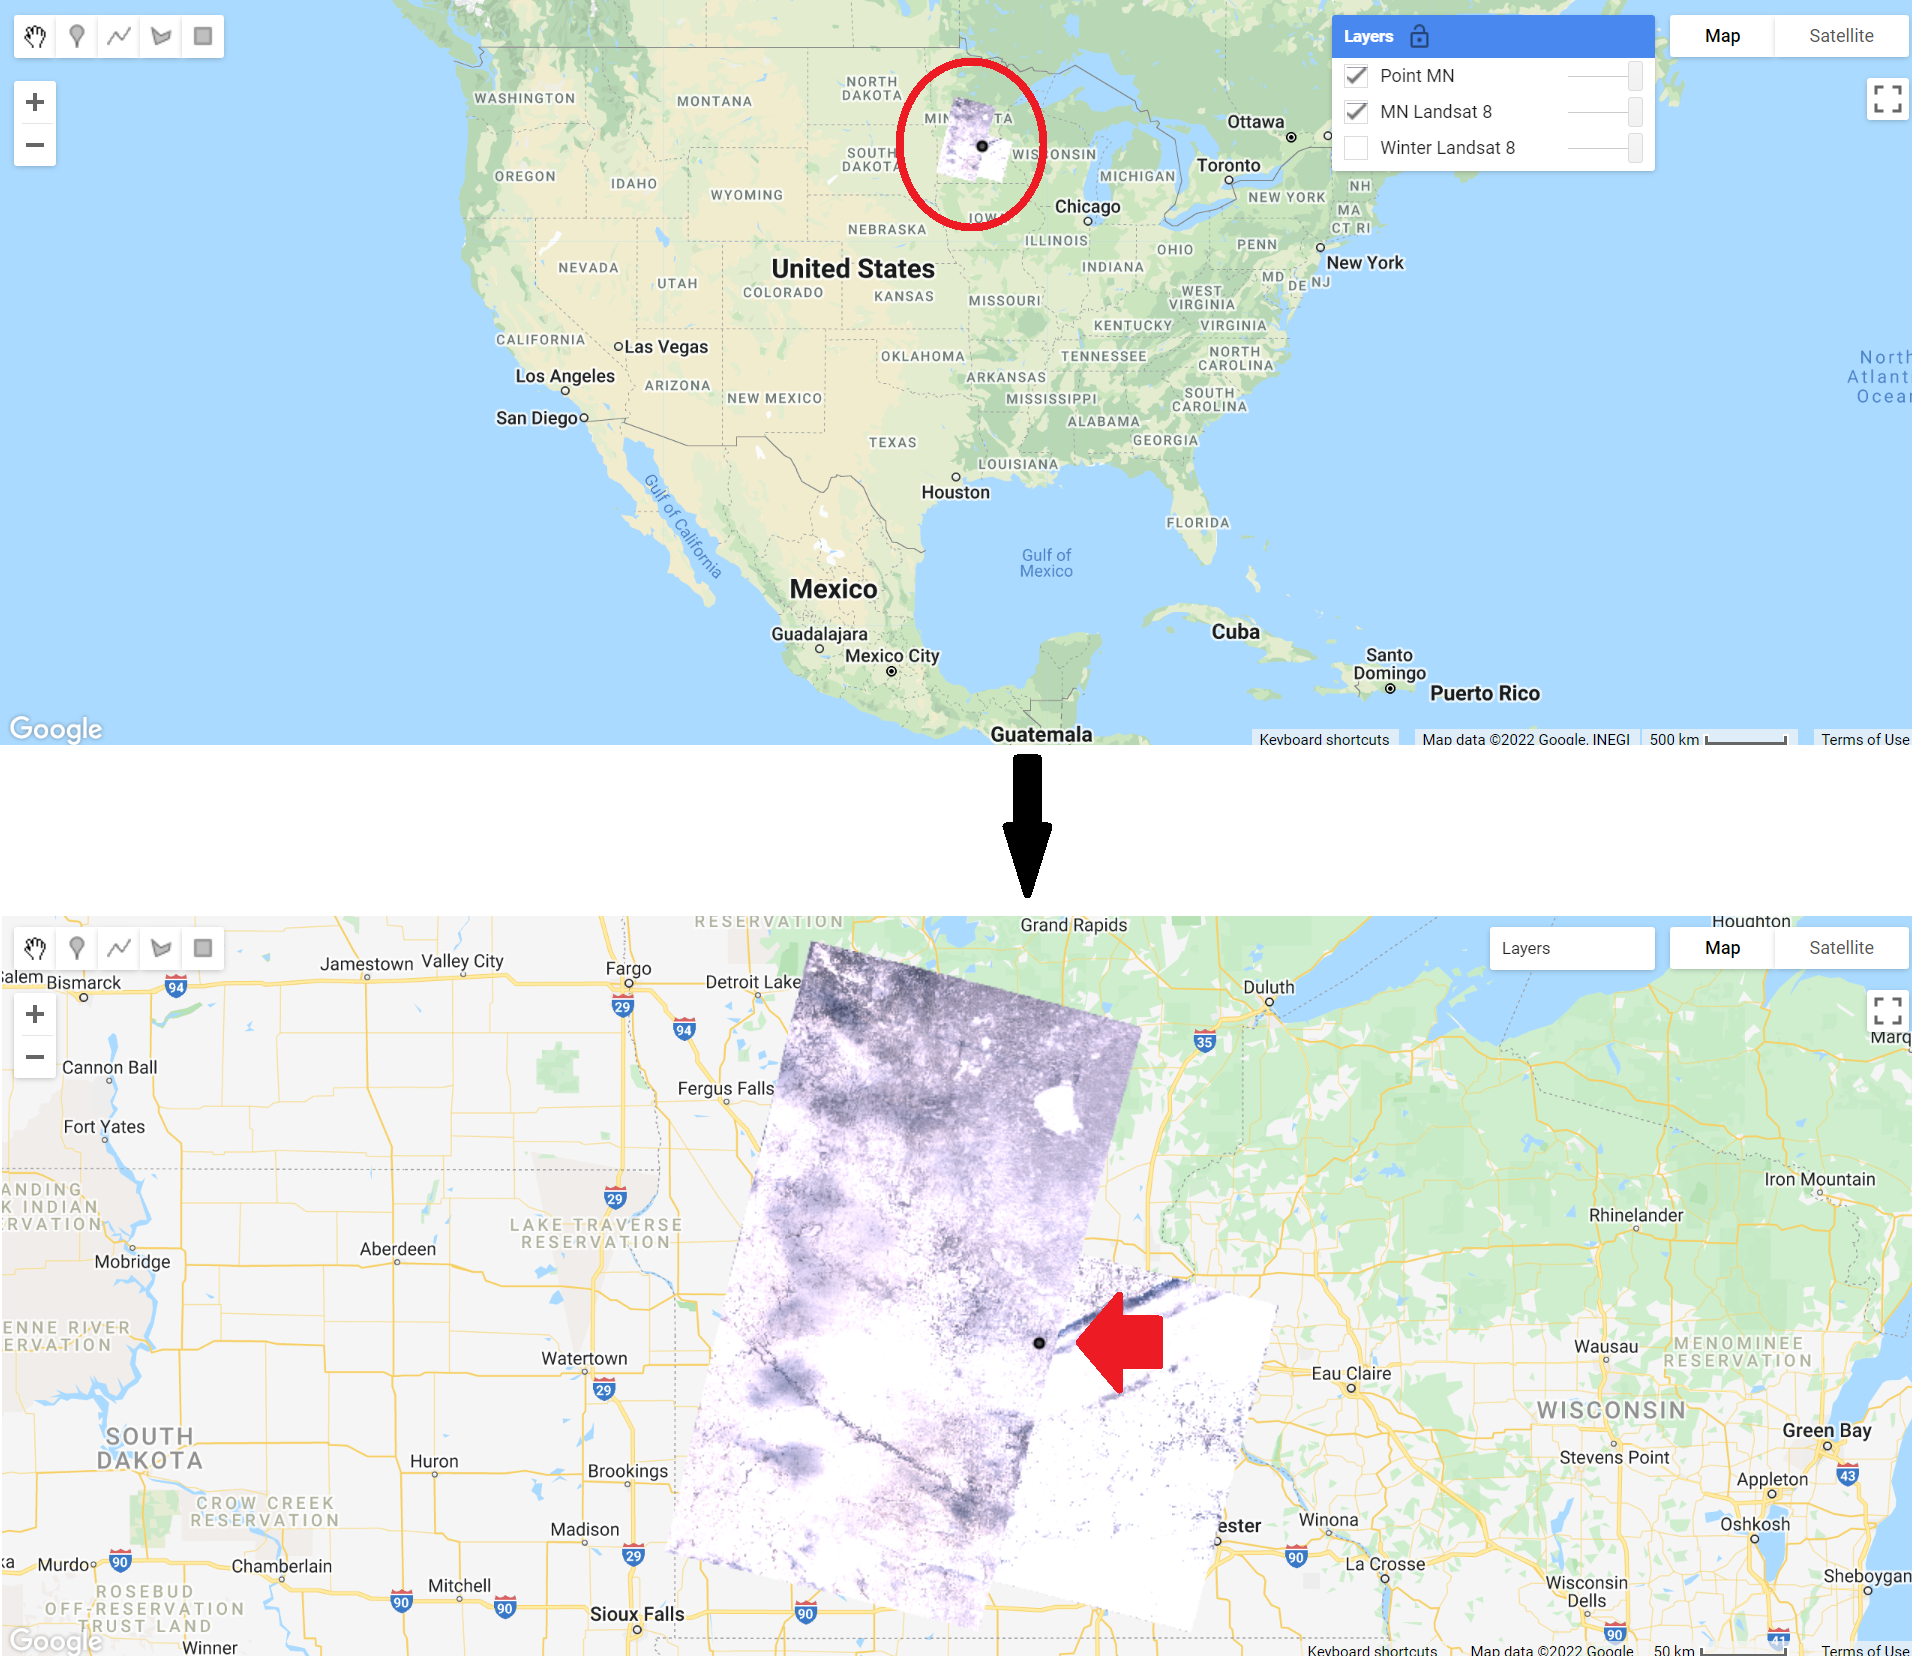 Layers
Map
Satellite
Point MN
MN Landsat 8
Winter Landsat 8
WASHINGTON
MONTANA
NORTH
DAKOTA
Ottawa
SOUTH
DAKOTA
WISCONSIN
MICHIGAN
Toronto
OREGON
IDAHO
WYOMING
NEW YORK
NH
MA
CT RI
Chicago
IOWA
NEBRASKA
ILLINOIS
OHIO
PENN
New York
NEVADA
UTAH
United States
COLORADO
KANSAS
MISSOURI
INDIANA
MD
DE
NJ
WEST
VIRGINIA
KENTUCKY
VIRGINIA
CALIFORNIA
Las Vegas
OKLAHOMA
TENNESSEE
NORTH
CAROLINA
Los Angeles
ARIZONA
NEW MEXICO
ARKANSAS
MISSISSIPPI
SOUTH
CAROLINA
San Diego
TEXAS
ALABAMA
GEORGIA
LOUISIANA
Houston
FLORIDA
Gulf of California
Gulf of
Mexico
North
Atlant
Ocean
Mexico
Guadalajara
Mexico City
Cuba
Santo
Domingo
Puerto Rico
Guatemala
Google
Keyboard shortcuts
Map data ©2022 Google, INEGI
500 km
Terms of Use
RESERVATION
Grand Rapids
Houghton
Layers
Map
Satellite
alem
Bismarck
94
Jamestown
Valley City
Fargo
29
94
Detroit Lake
Duluth
35
Marq
Cannon Ball
Fergus Falls
Fort Yates
ANDING
K INDIAN
RVATION
29
LAKE TRAVERSE
RESERVATION
Iron Mountain
Rhinelander
Mobridge
Aberdeen
ENNE RIVER
ERVATION
Watertown
29
Wausau
MENOMINEE
RESERVATION
Eau Claire
WISCONSIN
SOUTH
DAKOTA
Huron
Brookings
Stevens Point
Green Bay
43
Appleton
CROW CREEK
RESERVATION
Madison
29
ester
Winona
90
Oshkosh
ka
Murdo
90
Chamberlain
La Crosse
ROSEBUD
OFF-RESERVATION
TRUST LAND
90
Mitchell
90
Sioux Falls
90
Wisconsin
Dells
Sheboygan
Winner
90
41
Google
Keyboard shortcuts
Map data ©2022 Google
50 km
Terms of Use